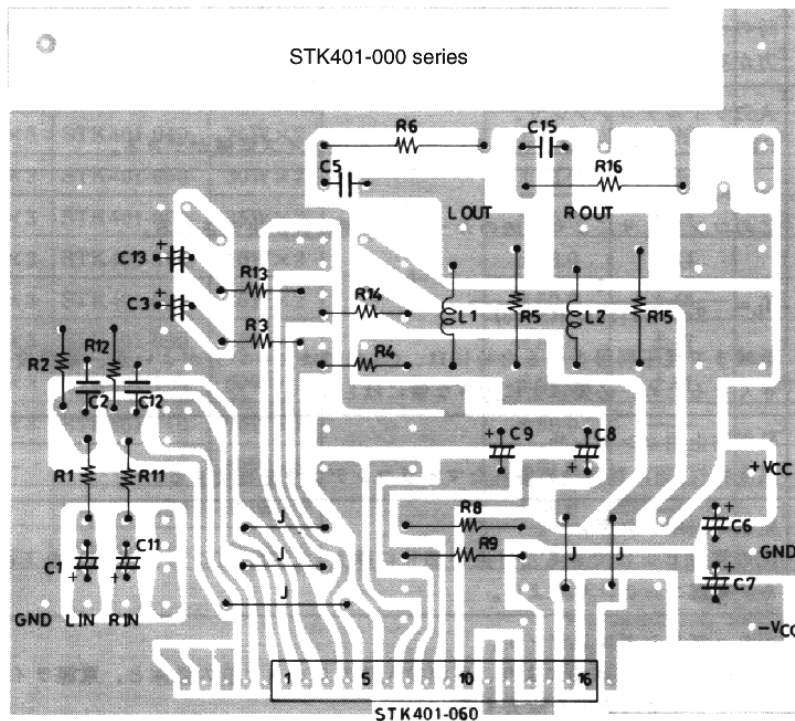 STK401-000 series
R6
C15
C5
R16
L OUT
R OUT
C13
R13
C3
R14
R3
L1
R5
L2
R15
R4
R2
R12
C2
C12
C9
C8
R1
R11
+VCC
J
R8
C6
C1
C11
J
R9
J
J
GND
C7
J
GND
L IN
R IN
-VCC
1
5
10
16
STK401-060